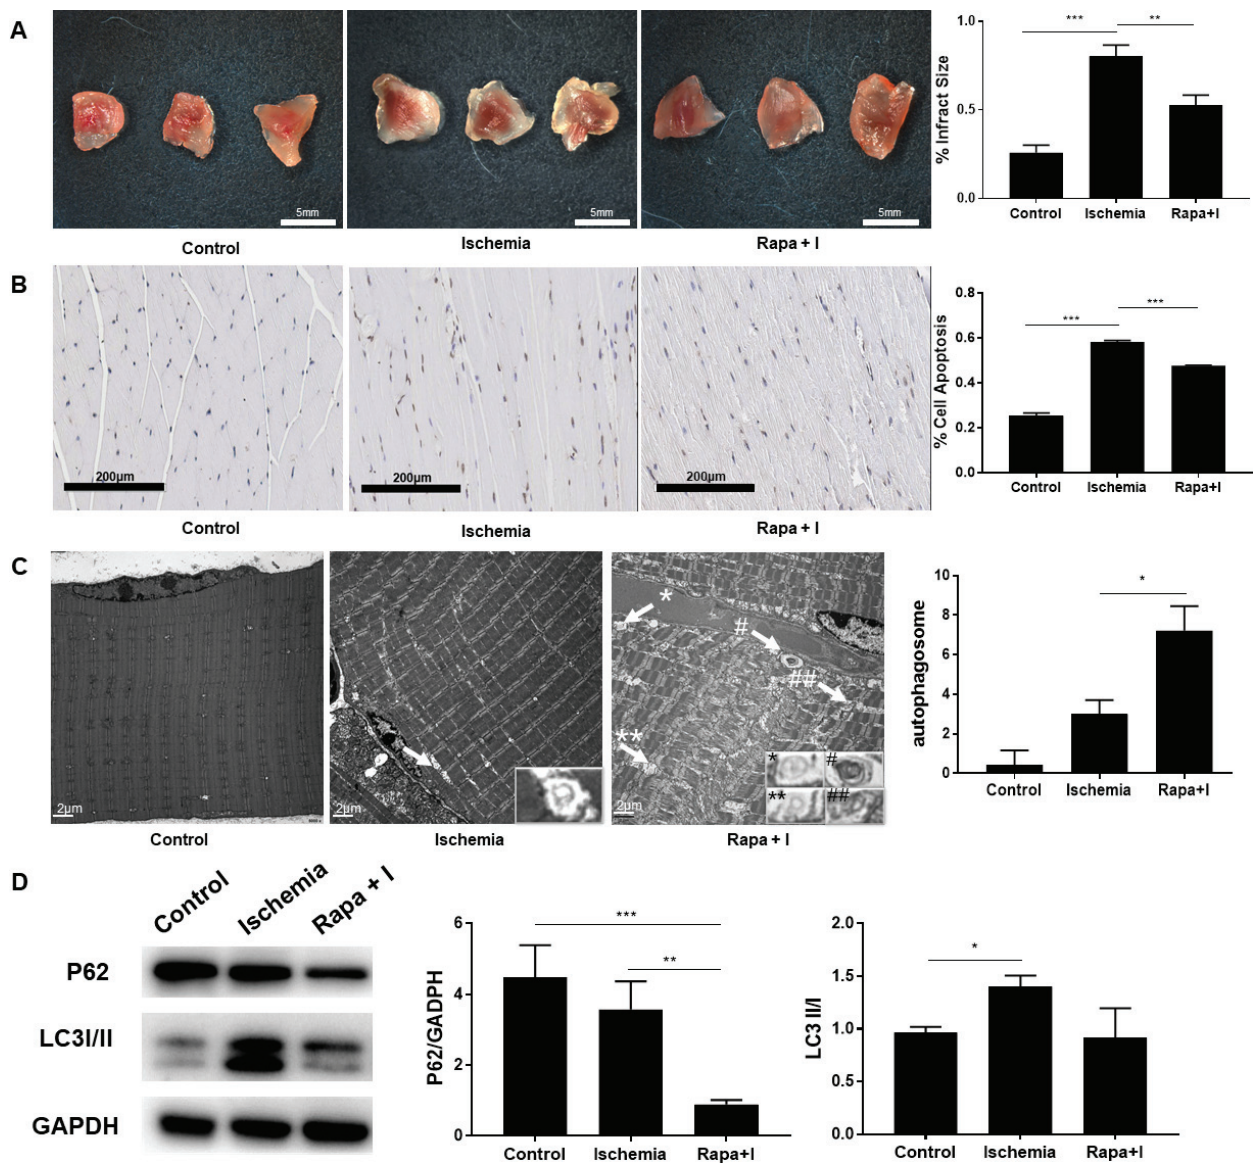 A
5mm
5mm
5mm
Control
Ischemia
Rapa + I
% Infract Size
1.0
0.5
0.0
***
**
Control
Ischemia
Rapa+I
B
200µm
200µm
200µm
Control
Ischemia
Rapa + I
% Cell Apoptosis
0.8
0.6
0.4
0.2
0.0
***
***
Control
Ischemia
Rapa+I
C
2µm
2µm
*
#
##
**
*
#
**
##
2µm
Control
Ischemia
Rapa + I
autophagosome
10
8
6
4
2
0
*
Control
Ischemia
Rapa+I
D
Control
Ischemia
Rapa + I
P62
LC3I/II
GAPDH
P62/GADPH
6
4
2
0
***
**
Control
Ischemia
Rapa+I
LC3 II/I
2.0
1.5
1.0
0.5
0.0
*
Control
Ischemia
Rapa+I